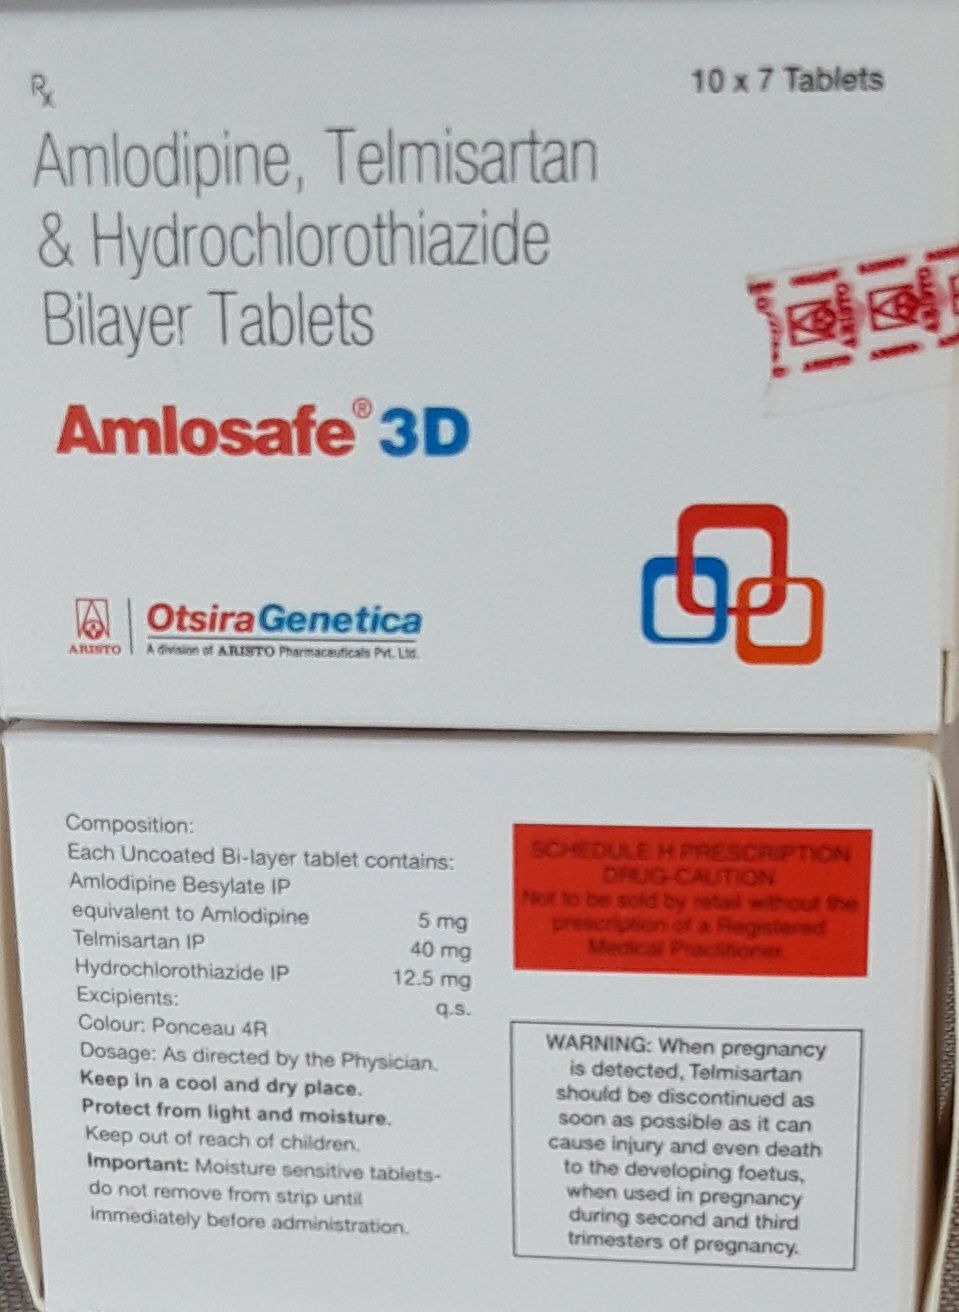 Rx
10 x 7 Tablets
Amlodipine, Telmisartan
& Hydrochlorothiazide
Bilayer Tablets
Amlosafe® 3D
ARISTO
ARISTO
ARISTO
Otsira Genetica
A division of ARISTO Pharmaceuticals Pvt. Ltd.
Composition:
Each Uncoated Bi-layer tablet contains:
Amlodipine Besylate IP
equivalent to Amlodipine 5 mg
Telmisartan IP 40 mg
Hydrochlorothiazide IP 12.5 mg
Excipients: q.s.
Colour: Ponceau 4R
Dosage: As directed by the Physician.
Keep in a cool and dry place.
Protect from light and moisture.
Keep out of reach of children.
Important: Moisture sensitive tablets-
do not remove from strip until
immediately before administration.
SCHEDULE H PRESCRIPTION
DRUG-CAUTION
Not to be sold by retail without the
prescription of a Registered
Medical Practitioner.
WARNING: When pregnancy
is detected, Telmisartan
should be discontinued as
soon as possible as it can
cause injury and even death
to the developing foetus,
when used in pregnancy
during second and third
trimesters of pregnancy.